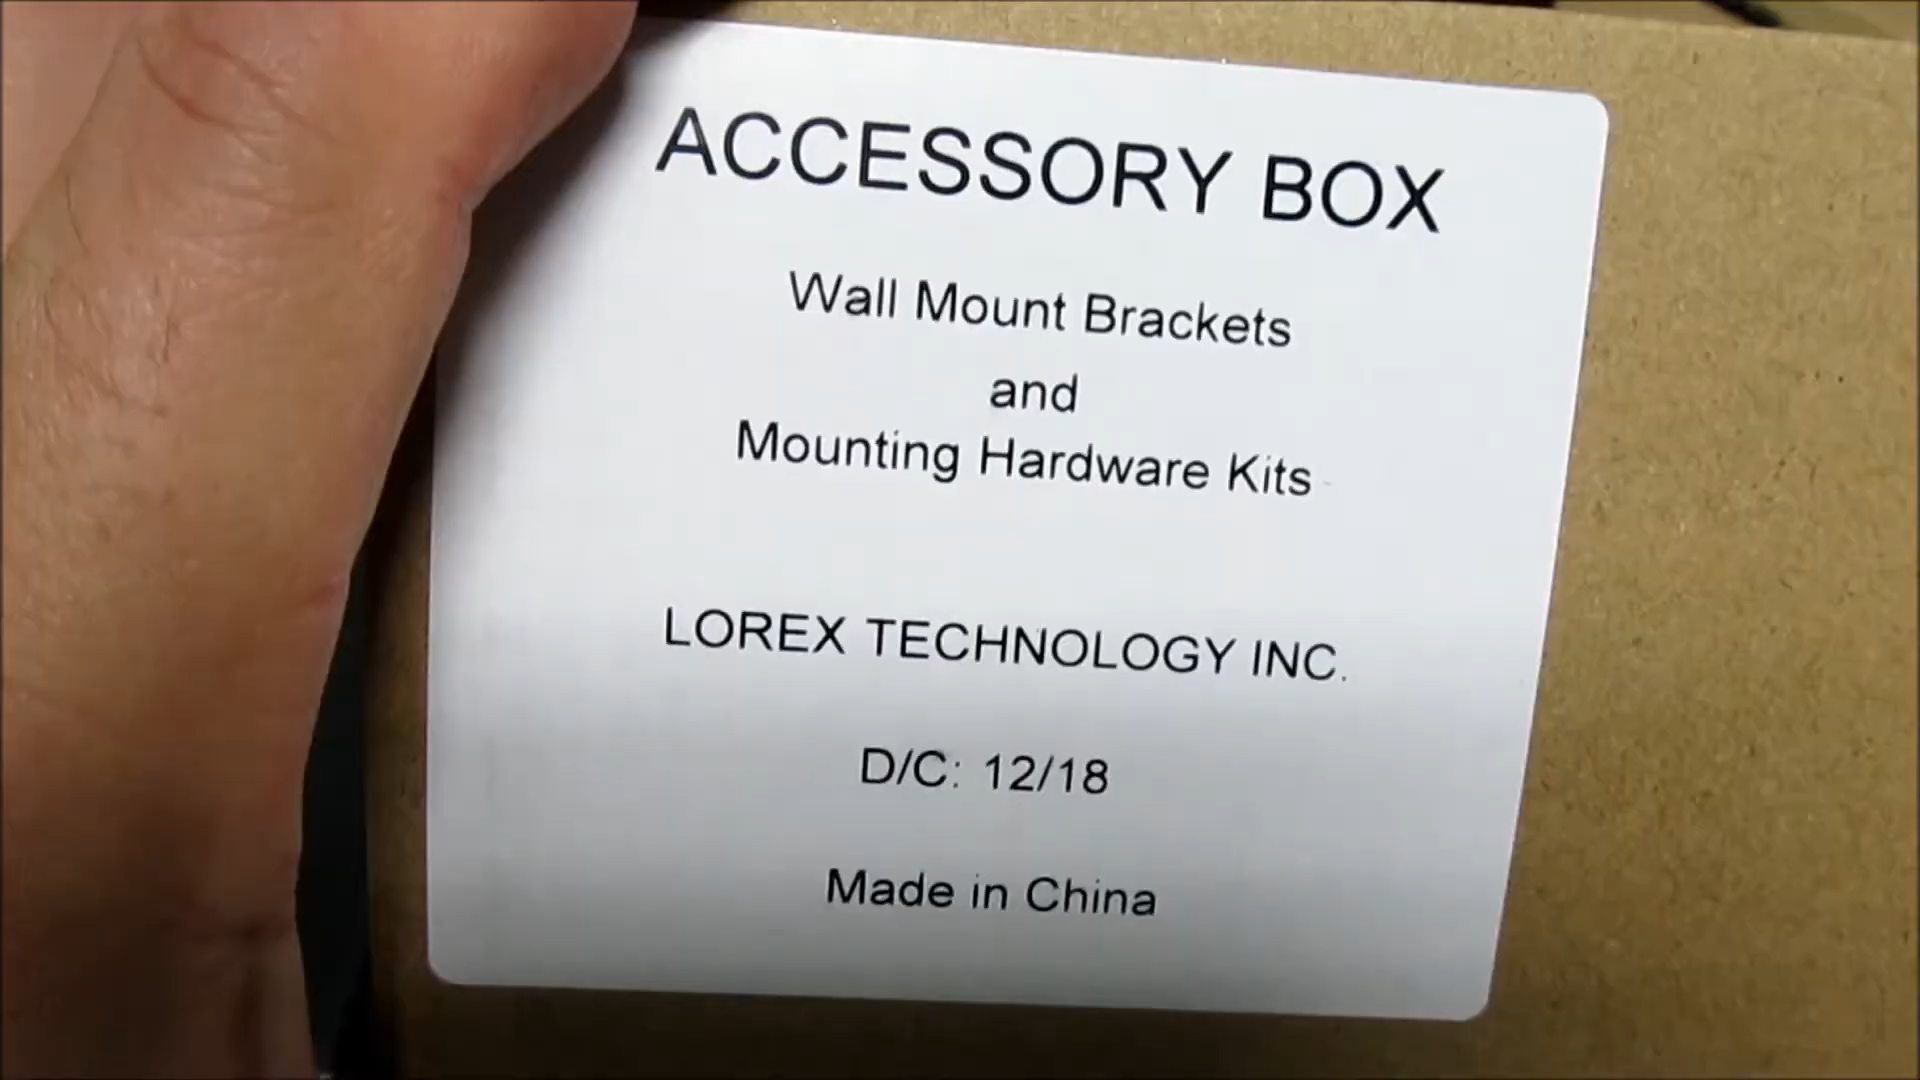 ACCESSORY BOX
Wall Mount Brackets
and
Mounting Hardware Kits
LOREX TECHNOLOGY INC.
D/C: 12/18
Made in China